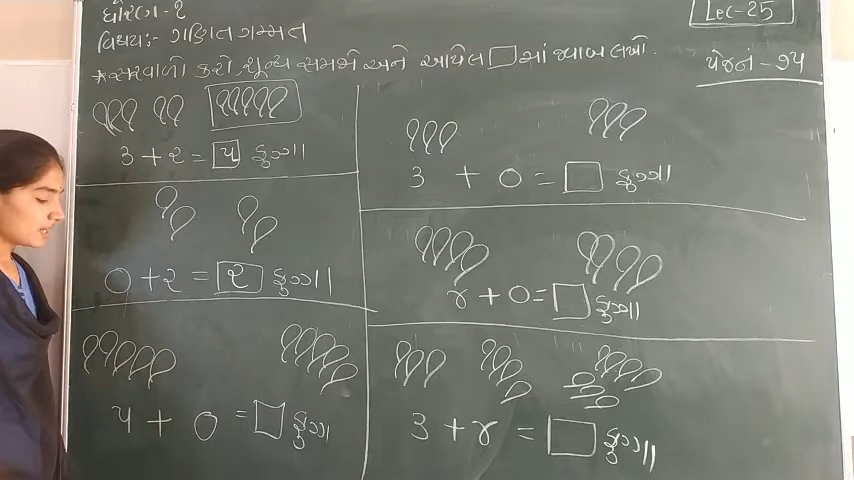 ધોરણ-૧
Lec-25
વિષય:- ગણિત ગમ્મત
*સરવાળો કરો, શૂન્ય સમજો અને આપેલ □માં જવાબ લખો.
પેજનં-૭૫
૩+૨=૫ ફુગ્ગા
૦+૨=૨ ફુગ્ગા
૫+૦=□ ફુગ્ગા
૩+૦=□ ફુગ્ગા
૪+૦=□ ફુગ્ગા
૩+૪=□ ફુગ્ગા